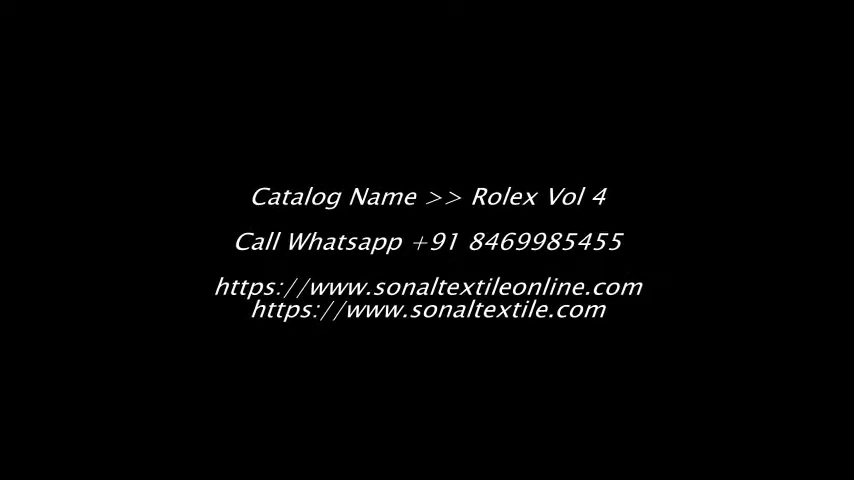 Catalog Name >> Rolex Vol 4
Call Whatsapp +91 8469985455
https://www.sonaltextileonline.com
https://www.sonaltextile.com